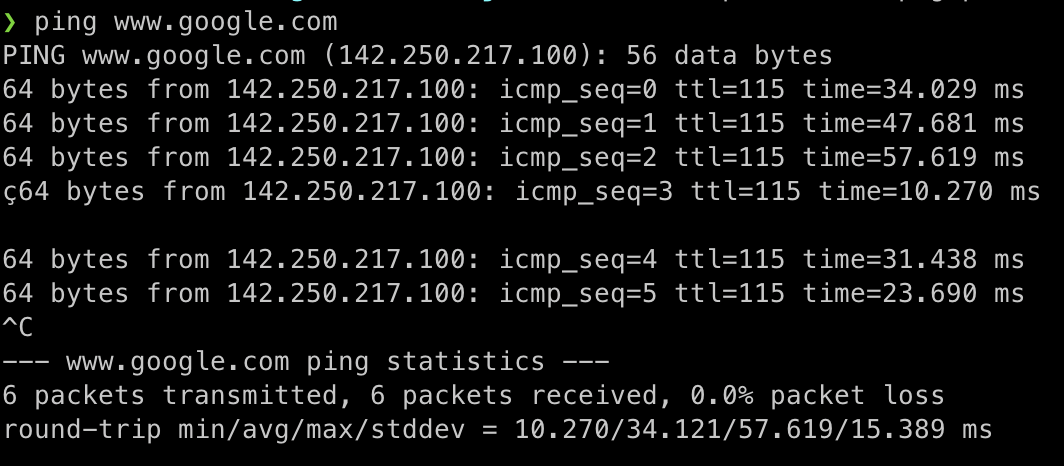 ❯ ping www.google.com
PING www.google.com (142.250.217.100): 56 data bytes
64 bytes from 142.250.217.100: icmp_seq=0 ttl=115 time=34.029 ms
64 bytes from 142.250.217.100: icmp_seq=1 ttl=115 time=47.681 ms
64 bytes from 142.250.217.100: icmp_seq=2 ttl=115 time=57.619 ms
ç64 bytes from 142.250.217.100: icmp_seq=3 ttl=115 time=10.270 ms

64 bytes from 142.250.217.100: icmp_seq=4 ttl=115 time=31.438 ms
64 bytes from 142.250.217.100: icmp_seq=5 ttl=115 time=23.690 ms
^C
--- www.google.com ping statistics ---
6 packets transmitted, 6 packets received, 0.0% packet loss
round-trip min/avg/max/stddev = 10.270/34.121/57.619/15.389 ms